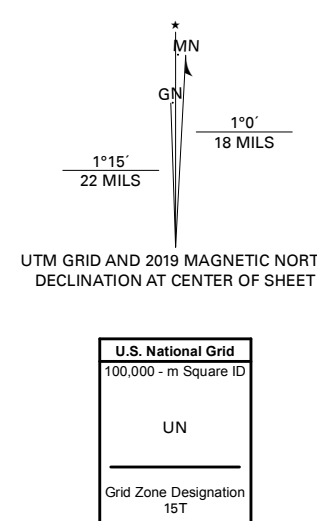 ★
MN
GN
1°0´
18 MILS
1°15´
22 MILS
UTM GRID AND 2019 MAGNETIC NORT
DECLINATION AT CENTER OF SHEET
U.S. National Grid
100,000 - m Square ID
UN
Grid Zone Designation
15T